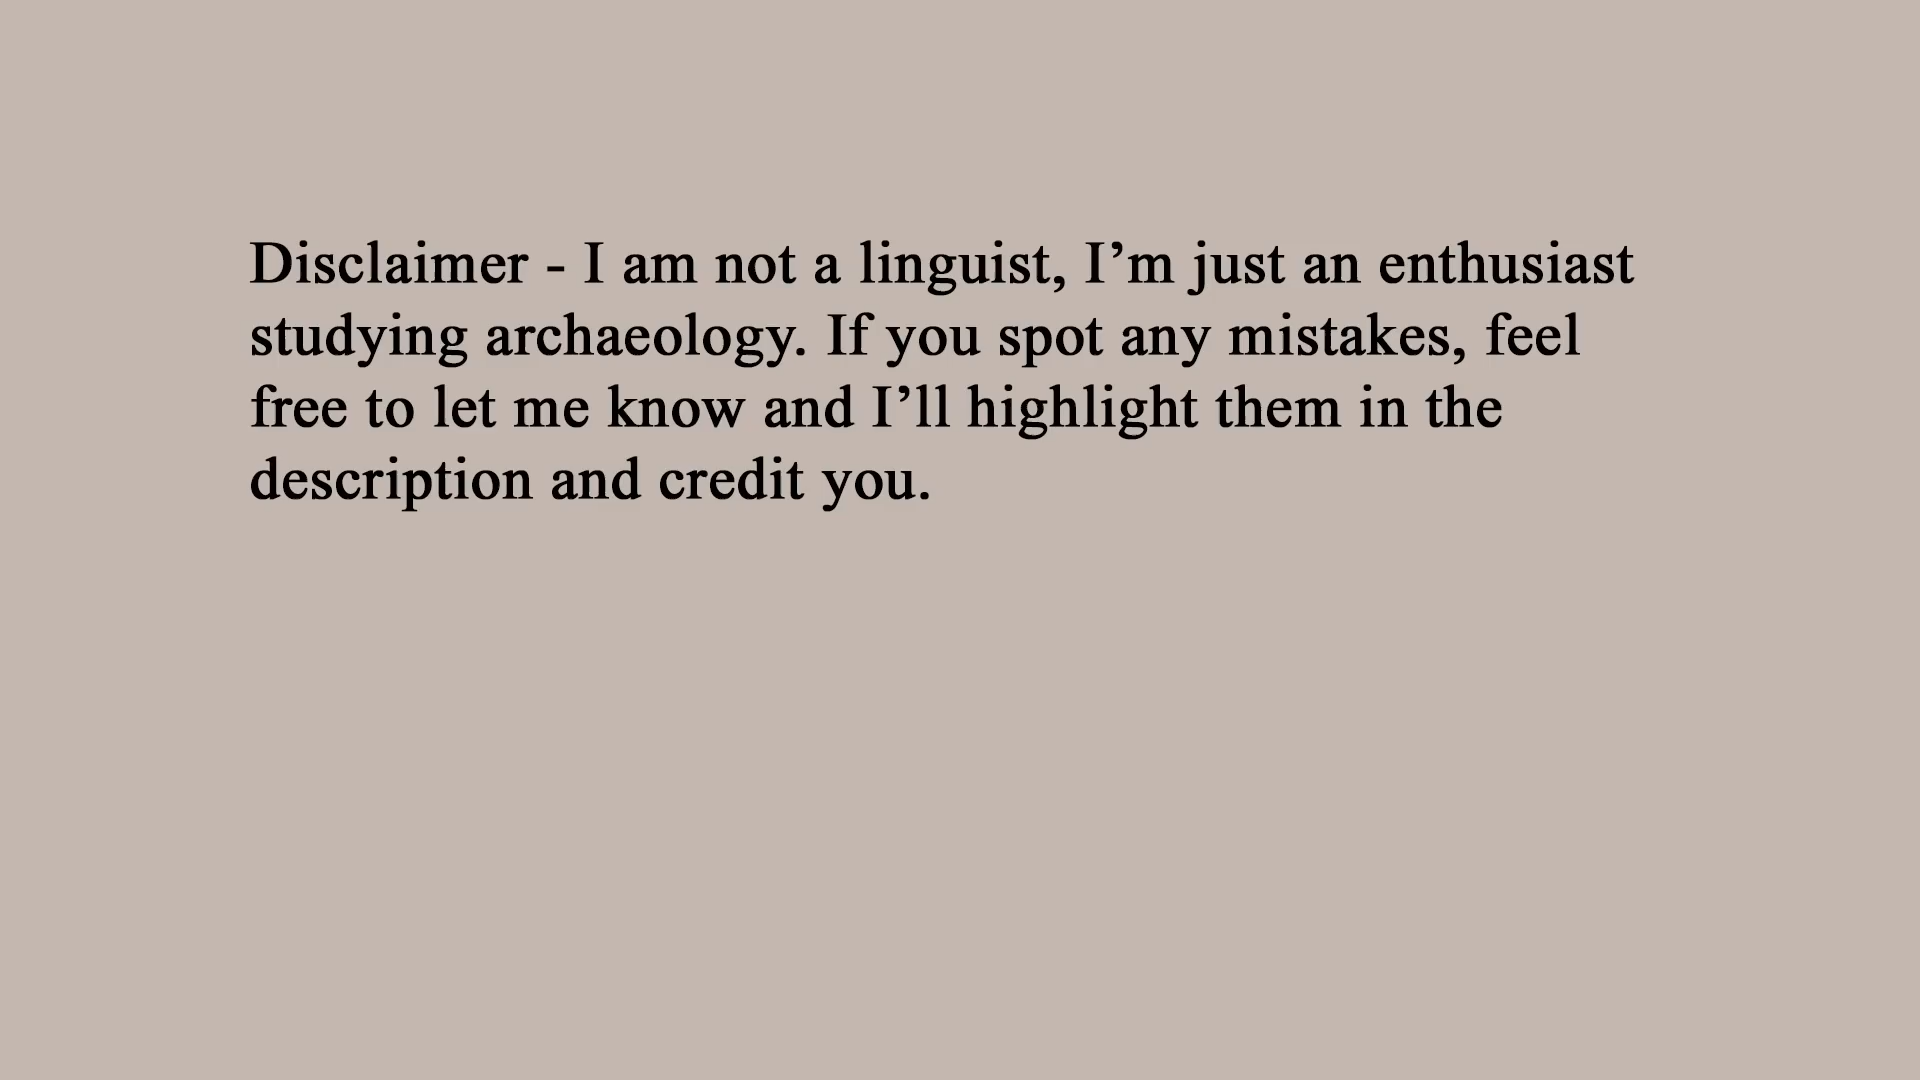 Disclaimer - I am not a linguist, I’m just an enthusiast
studying archaeology. If you spot any mistakes, feel
free to let me know and I’ll highlight them in the
description and credit you.